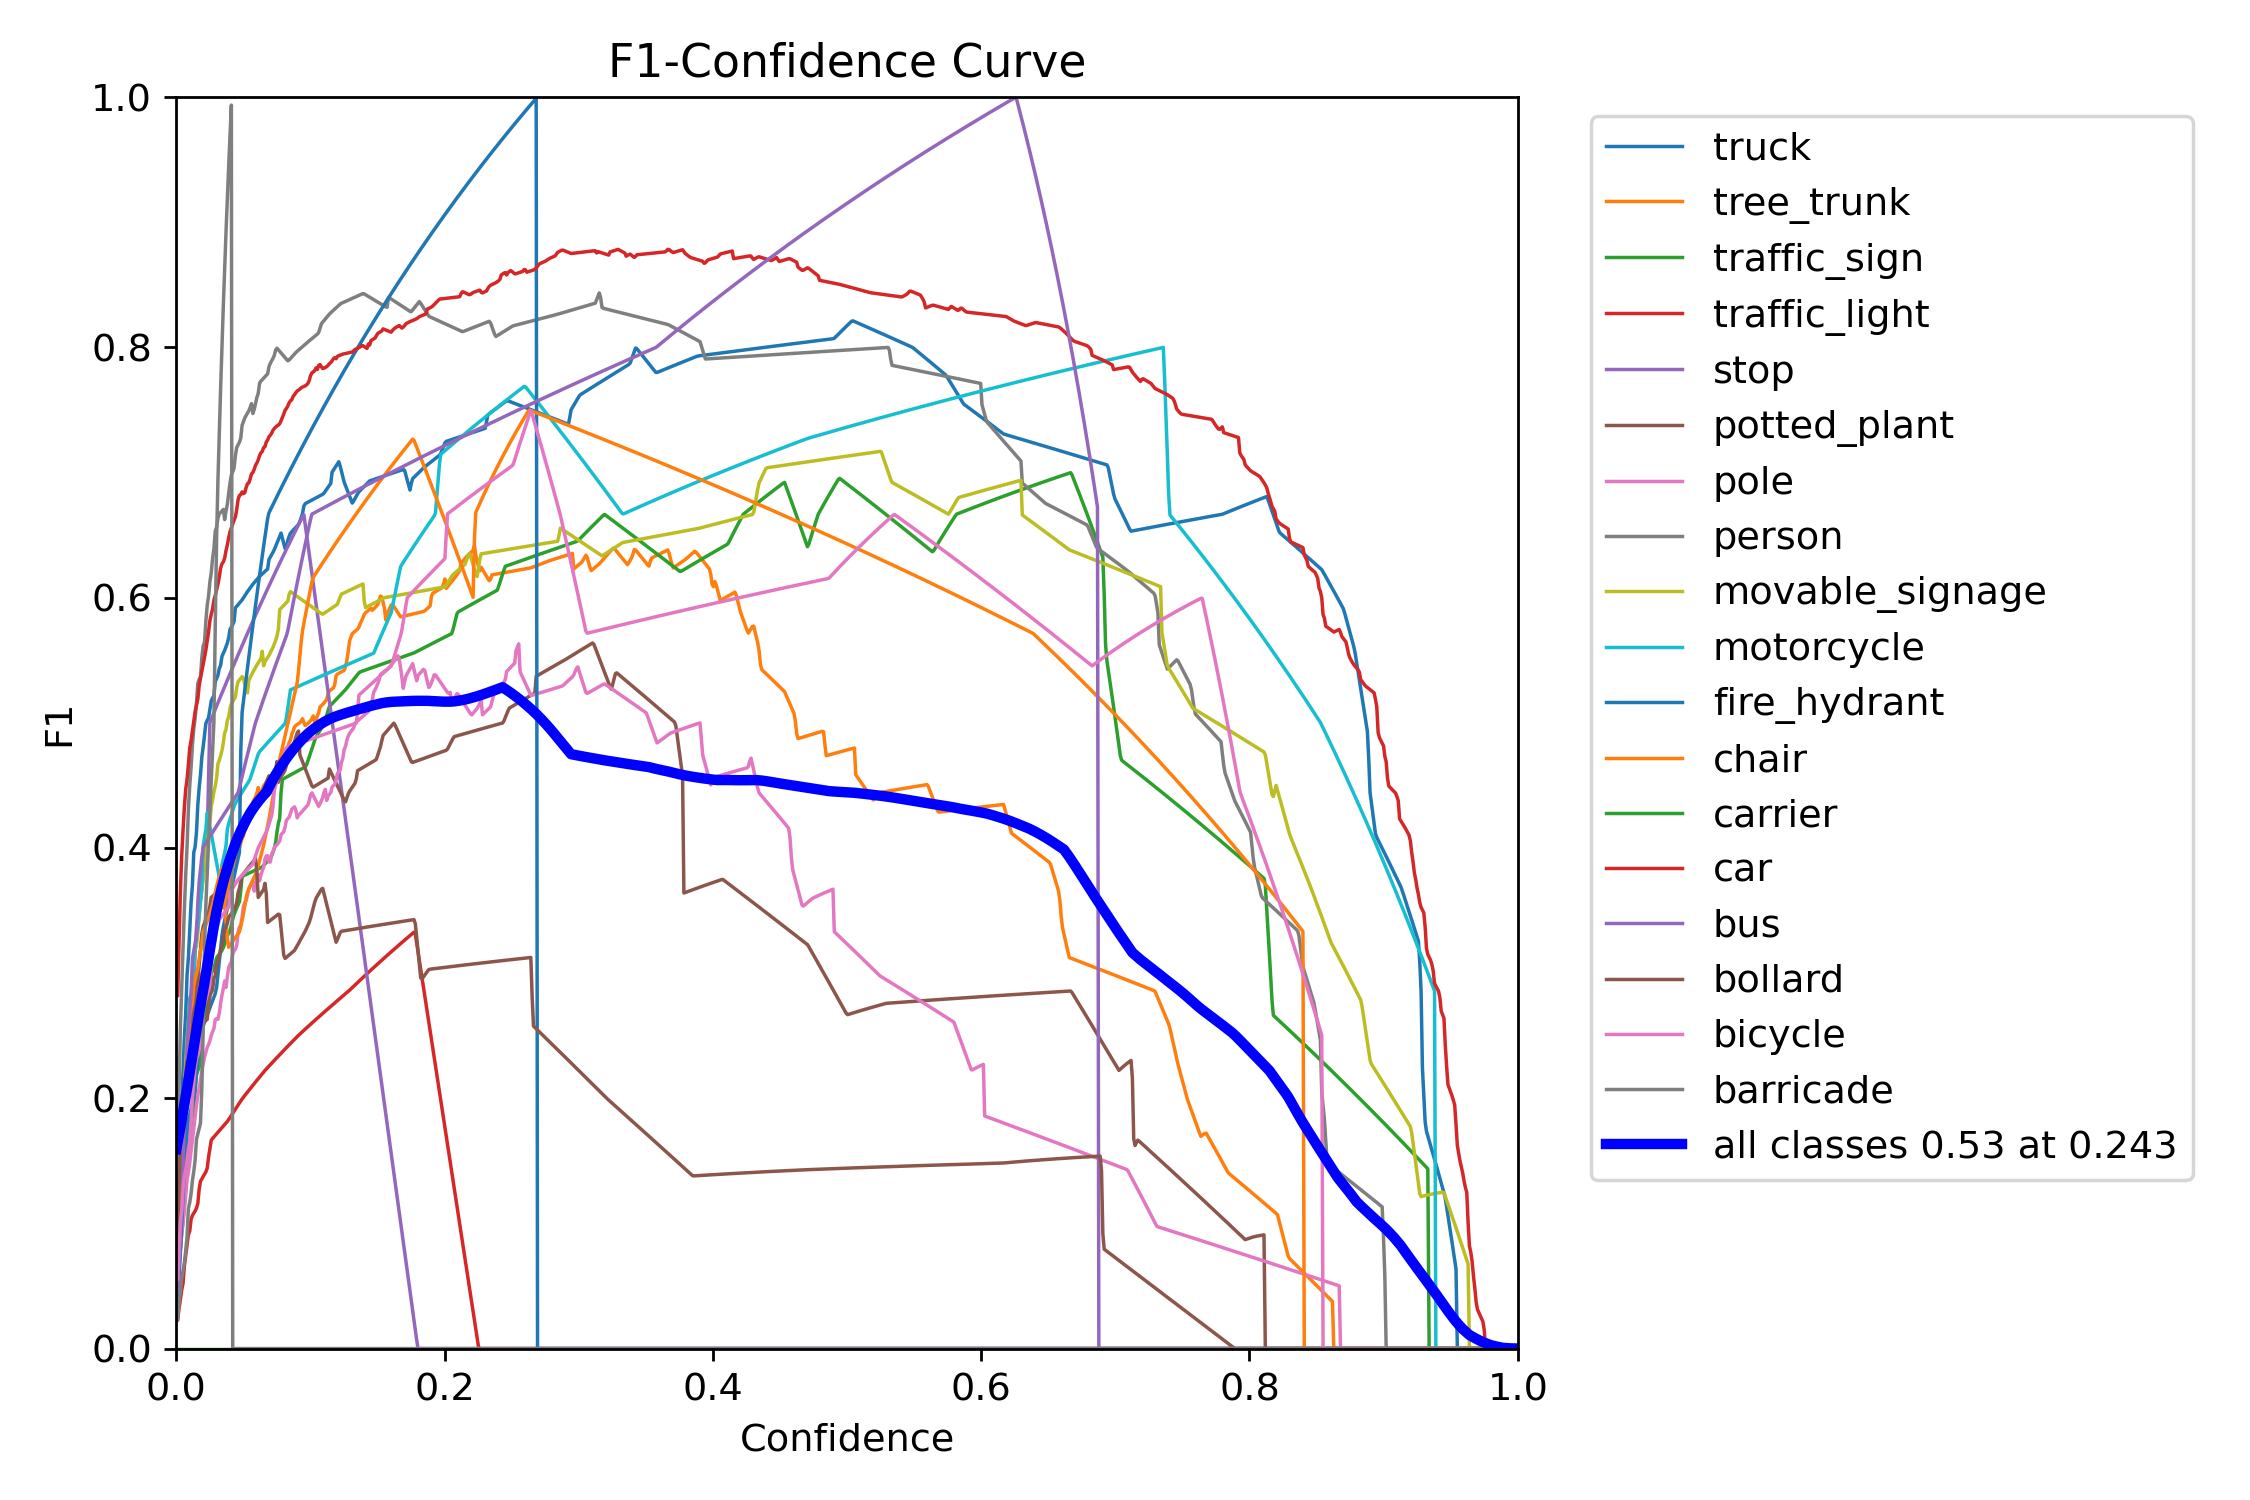 F1-Confidence Curve
1.0
0.8
0.6
0.4
0.2
0.0
F1
0.0 0.2 0.4 0.6 0.8 1.0
Confidence
truck
tree_trunk
traffic_sign
traffic_light
stop
potted_plant
pole
person
movable_signage
motorcycle
fire_hydrant
chair
carrier
car
bus
bollard
bicycle
barricade
all classes 0.53 at 0.243